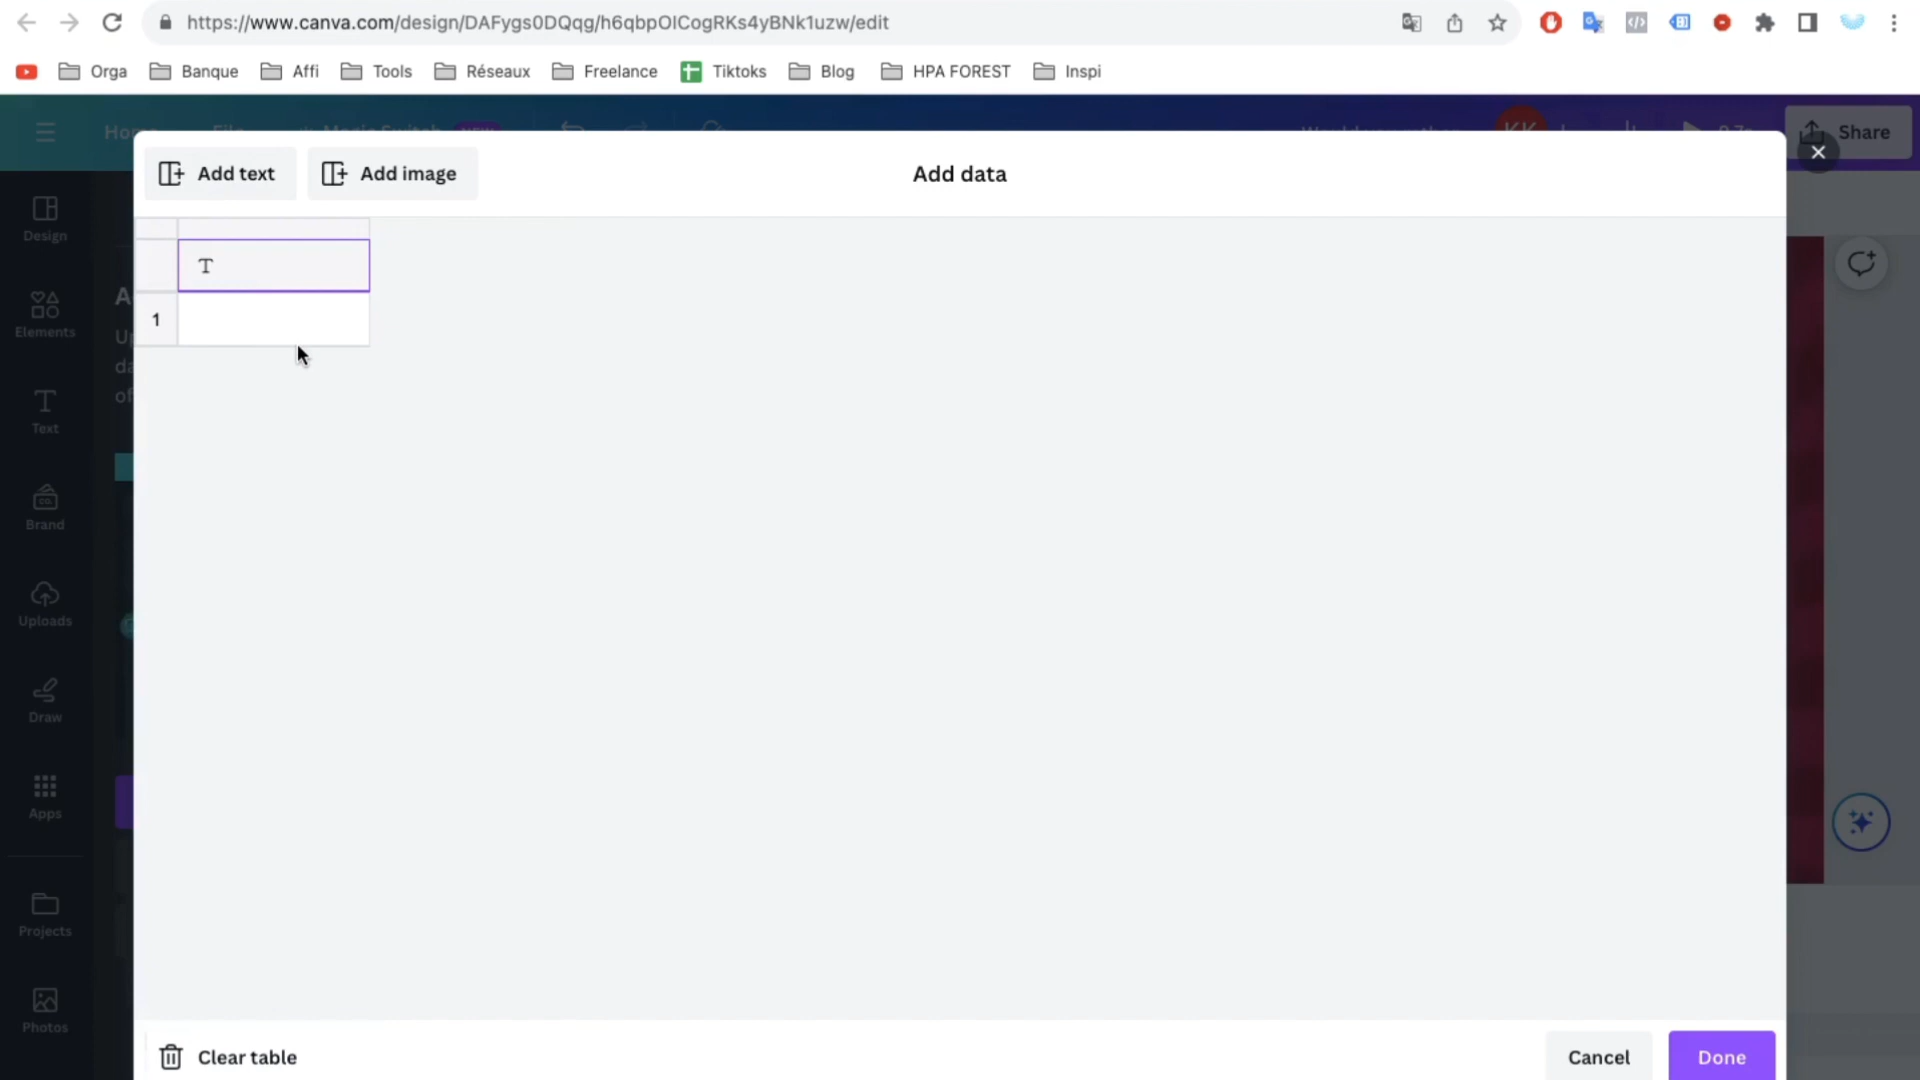 https://www.canva.com/design/DAFygs0DQqg/h6qbpOlCogRKs4yBNk1uzw/edit
Orga Banque Affi Tools Réseaux Freelance Tiktoks Blog HPA FOREST Inspi
Share
Add text Add image Add data
Design
Elements
Text
Brand
Uploads
Draw
Apps
Projects
Photos
1
Clear table Cancel Done